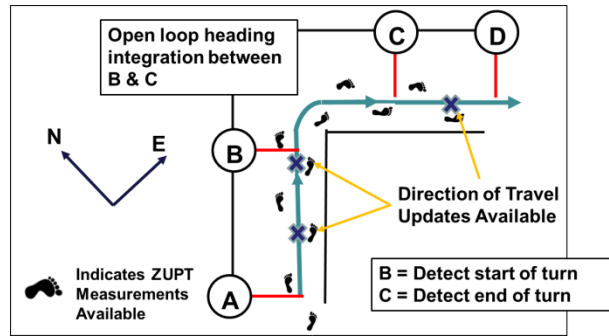 Open loop heading
integration between
B & C
C
D
N
E
B
Direction of Travel
Updates Available
Indicates ZUPT
Measurements
Available
A
B = Detect start of turn
C = Detect end of turn